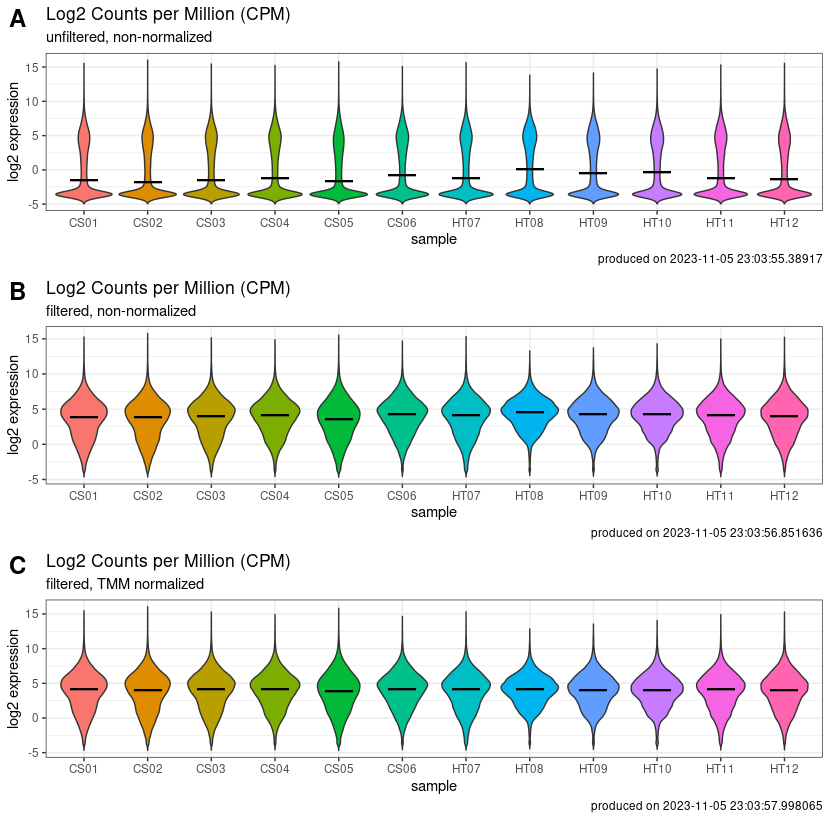 A
Log2 Counts per Million (CPM)
unfiltered, non-normalized
log2 expression
15
10
5
0
-5
CS01 CS02 CS03 CS04 CS05 CS06 HT07 HT08 HT09 HT10 HT11 HT12
sample
produced on 2023-11-05 23:03:55.38917
B
Log2 Counts per Million (CPM)
filtered, non-normalized
log2 expression
15
10
5
0
-5
CS01 CS02 CS03 CS04 CS05 CS06 HT07 HT08 HT09 HT10 HT11 HT12
sample
produced on 2023-11-05 23:03:56.851636
C
Log2 Counts per Million (CPM)
filtered, TMM normalized
log2 expression
15
10
5
0
-5
CS01 CS02 CS03 CS04 CS05 CS06 HT07 HT08 HT09 HT10 HT11 HT12
sample
produced on 2023-11-05 23:03:57.998065